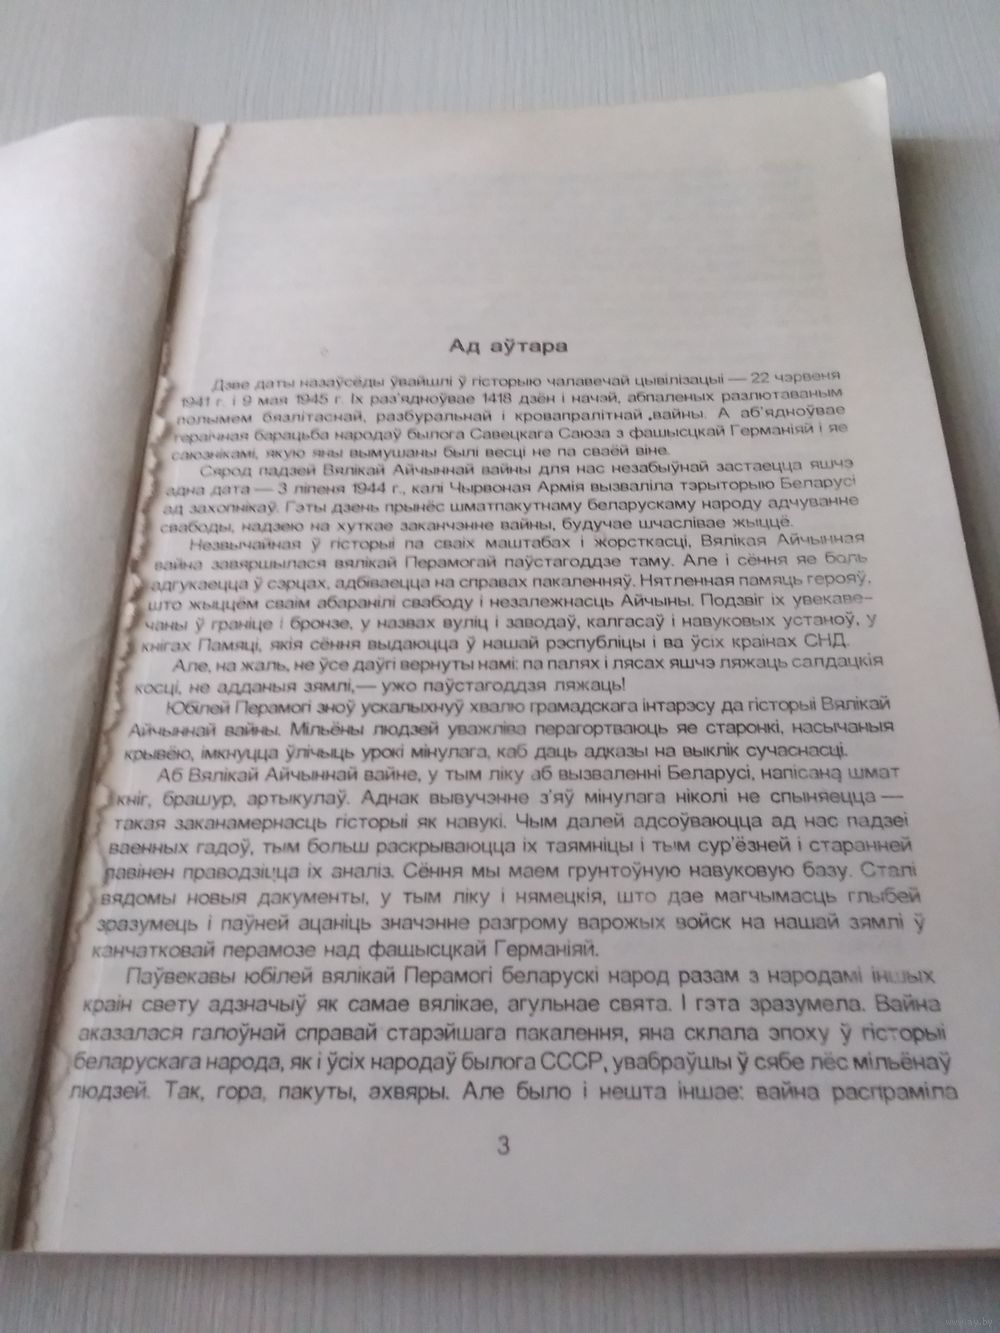 Ад аўтара
Дзве даты назаўсёды ўвайшлі ў гісторыю чалавечай цывілізацыі — 22 чэрвеня
1941 г. і 9 мая 1945 г. Іх раз'ядноўвае 1418 дзён і начэй, абпаленых разлютаваным
полымем бязлітаснай, разбуральнай і кровапралітнай вайны. А аб'ядноўвае
гераічная барацьба народаў былога Савецкага Саюза з фашысцкай Германіяй і яе
саюзнікамі, якую яны вымушаны былі весці не па сваёй віне.
Сярод падзей Вялікай Айчыннай вайны для нас незабыўнай застаецца яшчэ
адна дата — 3 ліпеня 1944 г., калі Чырвоная Армія вызваліла тэрыторыю Беларусі
ад захопнікаў. Гэты дзень прынёс шматпакутнаму беларускаму народу адчуванне
свабоды, надзею на хуткае заканчэнне вайны, будучае шчаслівае жыццё.
Незвычайная ў гісторыі па сваіх маштабах і жорсткасці, Вялікая Айчынная
вайна завяршылася вялікай Перамогай паўстагоддзе таму. Але і сёння яе боль
адгукаецца ў сэрцах, адбіваецца на справах пакаленняў. Нятленная памяць герояў,
што жыццём сваім абаранілі свабоду і незалежнасць Айчыны. Подзвіг іх увекаве-
чаны ў граніце і бронзе, у назвах вуліц і заводаў, калгасаў і навуковых устаноў, у
кнігах Памяці, якія сёння выдаюцца ў нашай рэспубліцы і ва ўсіх краінах СНД.
Але, на жаль, не ўсе даўгі вернуты намі: па палях і лясах яшчэ ляжаць салдацкія
косці, не адданыя зямлі,— ужо паўстагоддзя ляжаць!
Юбілей Перамогі зноў ускалыхнуў хвалю грамадскага інтарэсу да гісторыі Вялікай
Айчыннай вайны. Мільёны людзей уважліва перагортваюць яе старонкі, насычаныя
крывёю, імкнуцца ўлічыць урокі мінулага, каб даць адказы на выклік сучаснасці.
Аб Вялікай Айчыннай вайне, у тым ліку аб вызваленні Беларусі, напісана шмат
кніг, брашур, артыкулаў. Аднак вывучэнне з'яў мінулага ніколі не спыняецца —
такая заканамернасць гісторыі як навукі. Чым далей адсоўваюцца ад нас падзеі
ваенных гадоў, тым больш раскрываюцца іх таямніцы і тым сур'ёзней і старанней
павінен праводзіцца іх аналіз. Сёння мы маем грунтоўную навуковую базу. Сталі
вядомы новыя дакументы, у тым ліку і нямецкія, што дае магчымасць глыбей
зразумець і паўней ацаніць значэнне разгрому варожых войск на нашай зямлі ў
канчатковай перамозе над фашысцкай Германіяй.
Паўвекавы юбілей вялікай Перамогі беларускі народ разам з народамі іншых
краін свету адзначыў як самае вялікае, агульнае свята. І гэта зразумела. Вайна
аказалася галоўнай справай старэйшага пакалення, яна склала эпоху ў гісторыі
беларускага народа, як і ўсіх народаў былога СССР, увабраўшы ў сябе лёс мільёнаў
людзей. Так, гора, пакуты, ахвяры. Але было і нешта іншае: вайна распраміла
3
www.ay.by